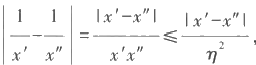 | 1/x′ − 1/x″ | = |x′−x″| / x′x″ ≤ |x′−x″| / η²,